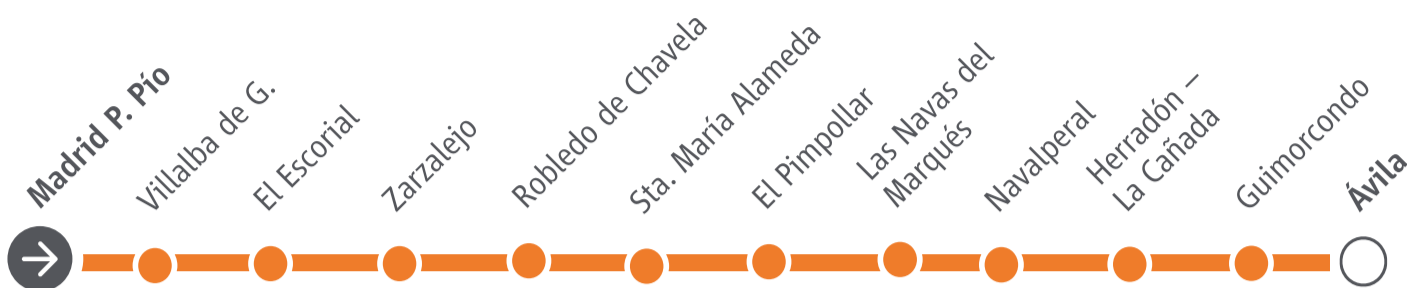 Madrid P. Pío
Villalba de G.
El Escorial
Zarzalejo
Robledo de Chavela
Sta. María Alameda
El Pimpollar
Las Navas del
Marqués
Navalperal
Herradón –
La Cañada
Guimorcondo
Ávila